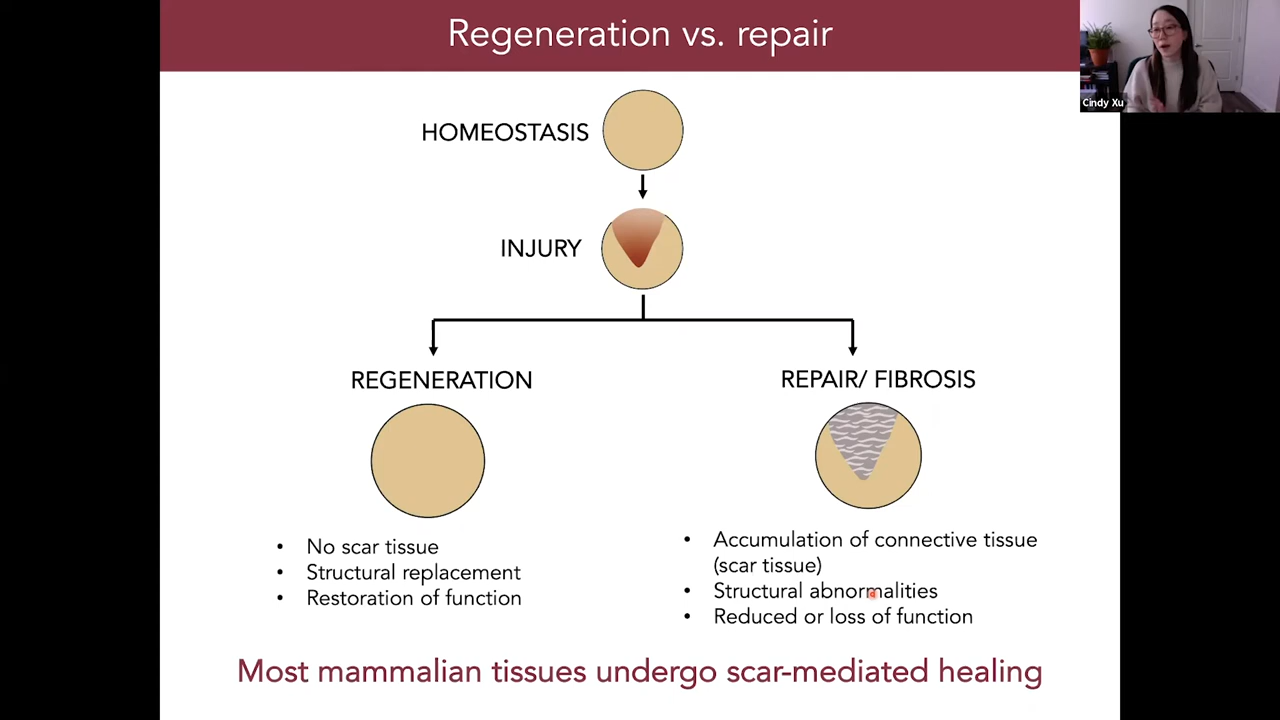 Regeneration vs. repair
Cindy Xu
HOMEOSTASIS
INJURY
REGENERATION
• No scar tissue
• Structural replacement
• Restoration of function
REPAIR/ FIBROSIS
• Accumulation of connective tissue
(scar tissue)
• Structural abnormalities
• Reduced or loss of function
Most mammalian tissues undergo scar-mediated healing